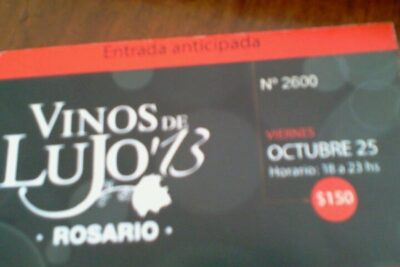 Entrada anticipada
Nº 2600
VINOS DE
LUJO'13
· ROSARIO ·
VIERNES
OCTUBRE 25
Horario: 18 a 23 hs
$150